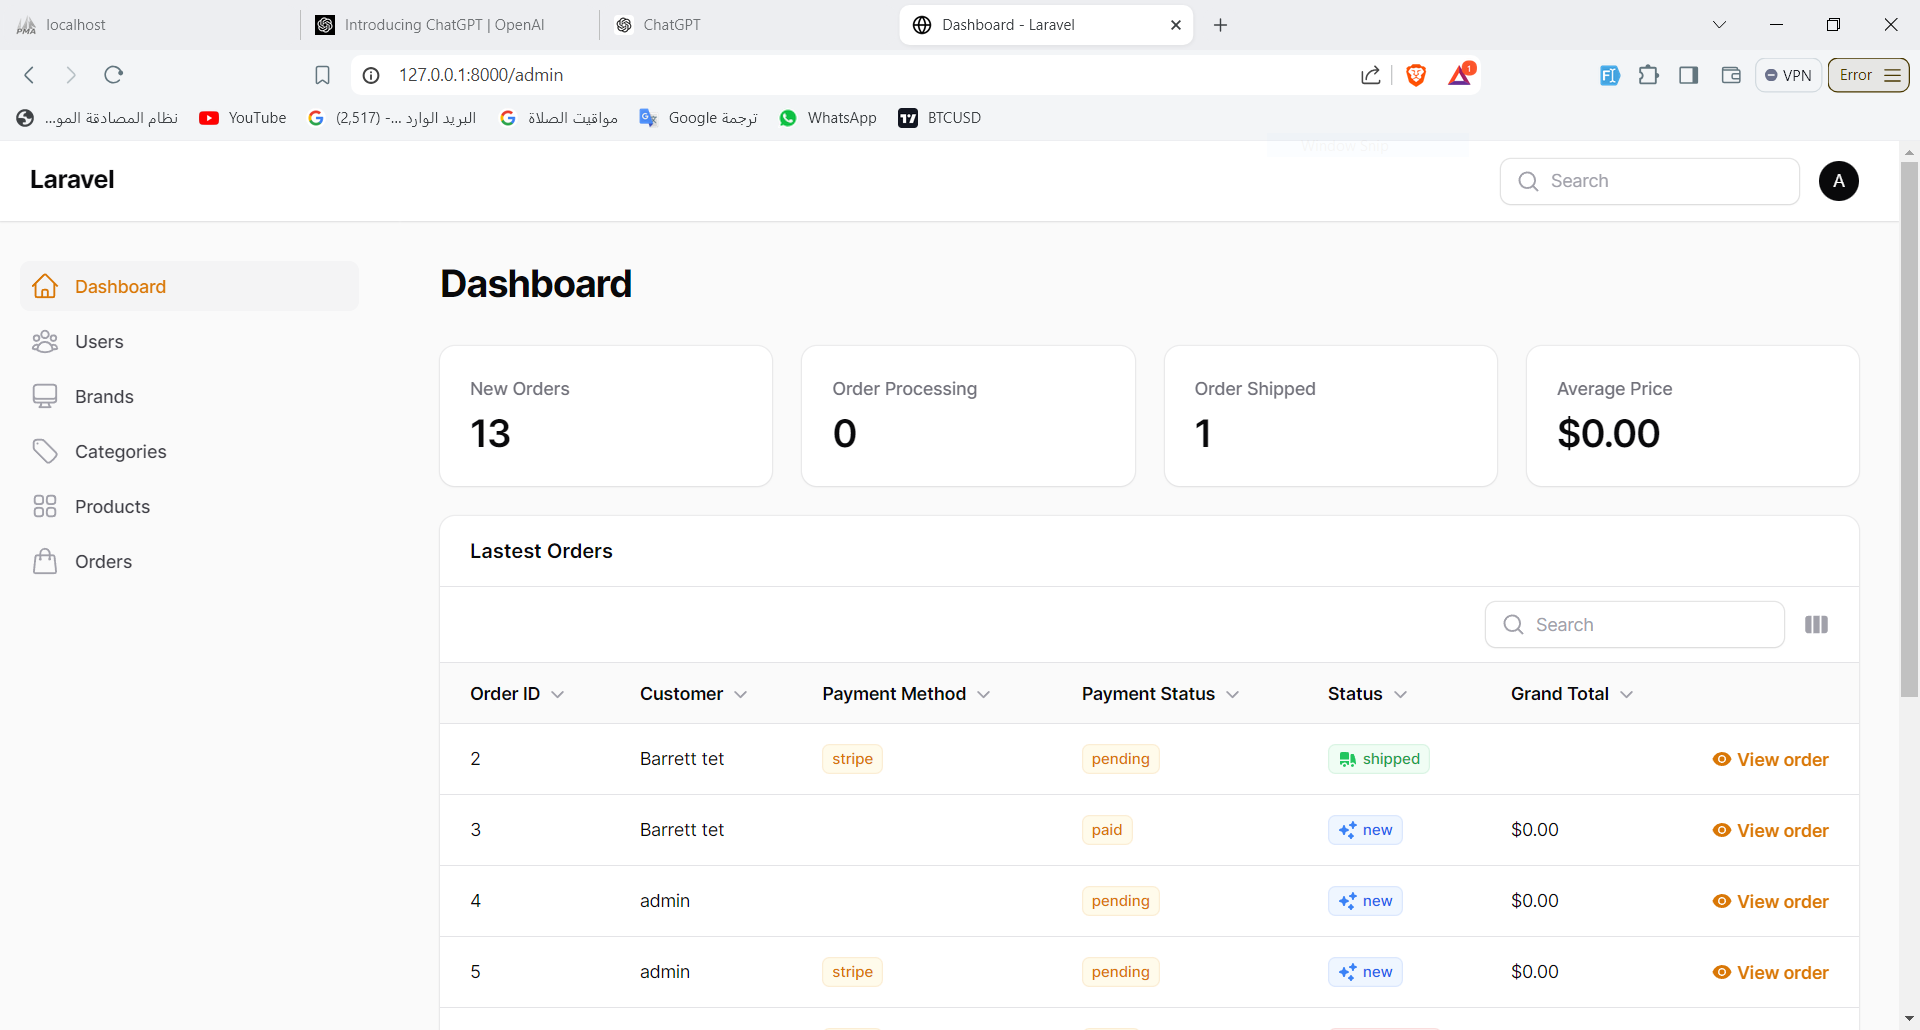 localhost
Introducing ChatGPT | OpenAI
ChatGPT
Dashboard - Laravel
127.0.0.1:8000/admin
1
VPN
Error
نظام المصادقة المو...
YouTube
البريد الوارد ...- (2,517)
مواقيت الصلاة
ترجمة Google
WhatsApp
BTCUSD
Window Snip
Laravel
Search
A
Dashboard
Users
Brands
Categories
Products
Orders
Dashboard
New Orders
13
Order Processing
0
Order Shipped
1
Average Price
$0.00
Lastest Orders
Search
Order ID Customer Payment Method Payment Status Status Grand Total
2 Barrett tet stripe pending shipped View order
3 Barrett tet paid new $0.00 View order
4 admin pending new $0.00 View order
5 admin stripe pending new $0.00 View order